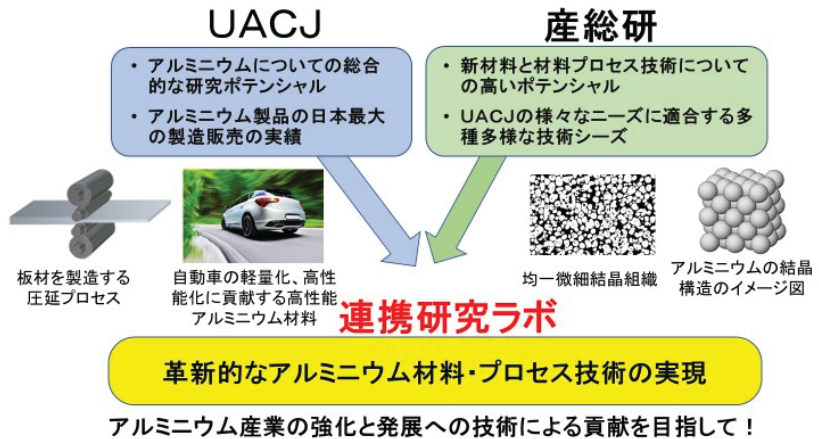 UACJ
産総研
・ アルミニウムについての総合
的な研究ポテンシャル
・ アルミニウム製品の日本最大
の製造販売の実績
・ 新材料と材料プロセス技術について
の高いポテンシャル
・ UACJの様々なニーズに適合する多
種多様な技術シーズ
板材を製造する
圧延プロセス
自動車の軽量化、高性
能化に貢献する高性能
アルミニウム材料
均一微細結晶組織
アルミニウムの結晶
構造のイメージ図
連携研究ラボ
革新的なアルミニウム材料・プロセス技術の実現
アルミニウム産業の強化と発展への技術による貢献を目指して！